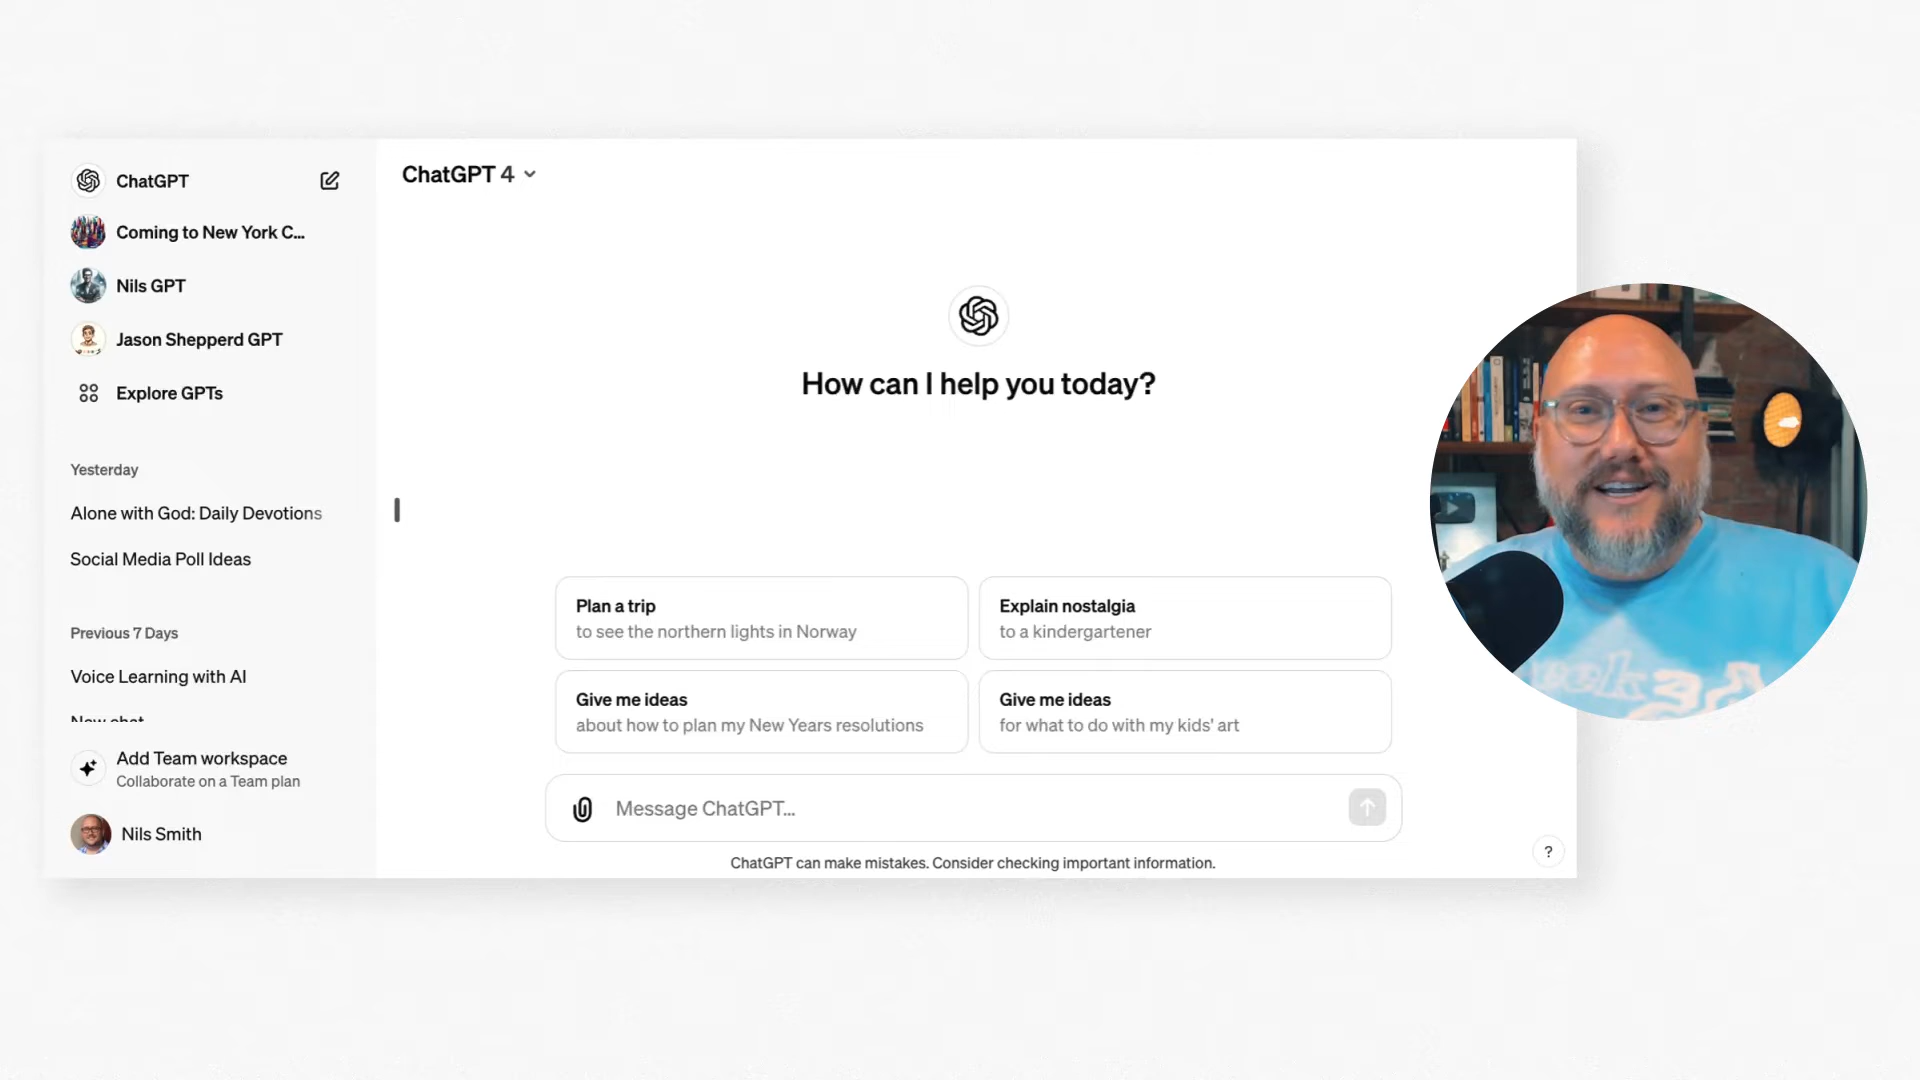 ChatGPT
Coming to New York C...
Nils GPT
Jason Shepperd GPT
Explore GPTs
Yesterday
Alone with God: Daily Devotions
Social Media Poll Ideas
Previous 7 Days
Voice Learning with AI
New chat
Add Team workspace
Collaborate on a Team plan
Nils Smith
ChatGPT 4
How can I help you today?
Plan a trip
to see the northern lights in Norway
Explain nostalgia
to a kindergartener
Give me ideas
about how to plan my New Years resolutions
Give me ideas
for what to do with my kids' art
Message ChatGPT...
ChatGPT can make mistakes. Consider checking important information.
?